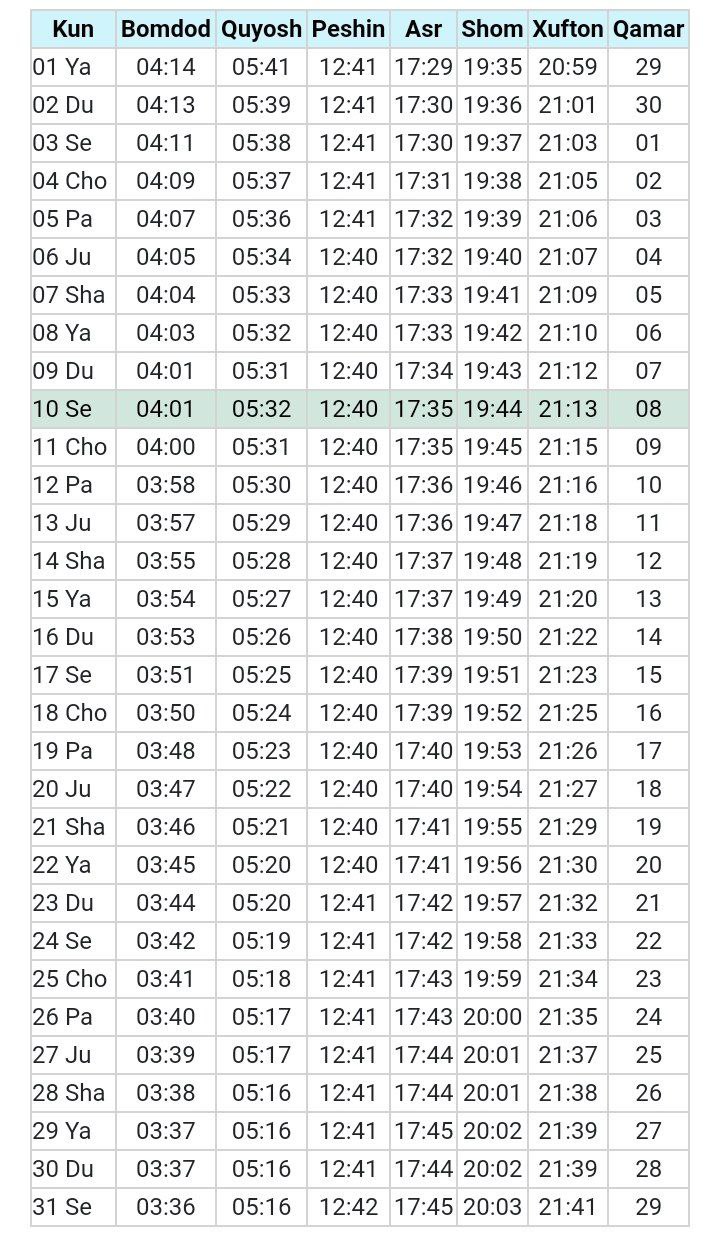 Kun Bomdod Quyosh Peshin Asr Shom Xufton Qamar
01 Ya 04:14 05:41 12:41 17:29 19:35 20:59 29
02 Du 04:13 05:39 12:41 17:30 19:36 21:01 30
03 Se 04:11 05:38 12:41 17:30 19:37 21:03 01
04 Cho 04:09 05:37 12:41 17:31 19:38 21:05 02
05 Pa 04:07 05:36 12:41 17:32 19:39 21:06 03
06 Ju 04:05 05:34 12:40 17:32 19:40 21:07 04
07 Sha 04:04 05:33 12:40 17:33 19:41 21:09 05
08 Ya 04:03 05:32 12:40 17:33 19:42 21:10 06
09 Du 04:01 05:31 12:40 17:34 19:43 21:12 07
10 Se 04:01 05:32 12:40 17:35 19:44 21:13 08
11 Cho 04:00 05:31 12:40 17:35 19:45 21:15 09
12 Pa 03:58 05:30 12:40 17:36 19:46 21:16 10
13 Ju 03:57 05:29 12:40 17:36 19:47 21:18 11
14 Sha 03:55 05:28 12:40 17:37 19:48 21:19 12
15 Ya 03:54 05:27 12:40 17:37 19:49 21:20 13
16 Du 03:53 05:26 12:40 17:38 19:50 21:22 14
17 Se 03:51 05:25 12:40 17:39 19:51 21:23 15
18 Cho 03:50 05:24 12:40 17:39 19:52 21:25 16
19 Pa 03:48 05:23 12:40 17:40 19:53 21:26 17
20 Ju 03:47 05:22 12:40 17:40 19:54 21:27 18
21 Sha 03:46 05:21 12:40 17:41 19:55 21:29 19
22 Ya 03:45 05:20 12:40 17:41 19:56 21:30 20
23 Du 03:44 05:20 12:41 17:42 19:57 21:32 21
24 Se 03:42 05:19 12:41 17:42 19:58 21:33 22
25 Cho 03:41 05:18 12:41 17:43 19:59 21:34 23
26 Pa 03:40 05:17 12:41 17:43 20:00 21:35 24
27 Ju 03:39 05:17 12:41 17:44 20:01 21:37 25
28 Sha 03:38 05:16 12:41 17:44 20:01 21:38 26
29 Ya 03:37 05:16 12:41 17:45 20:02 21:39 27
30 Du 03:37 05:16 12:41 17:44 20:02 21:39 28
31 Se 03:36 05:16 12:42 17:45 20:03 21:41 29